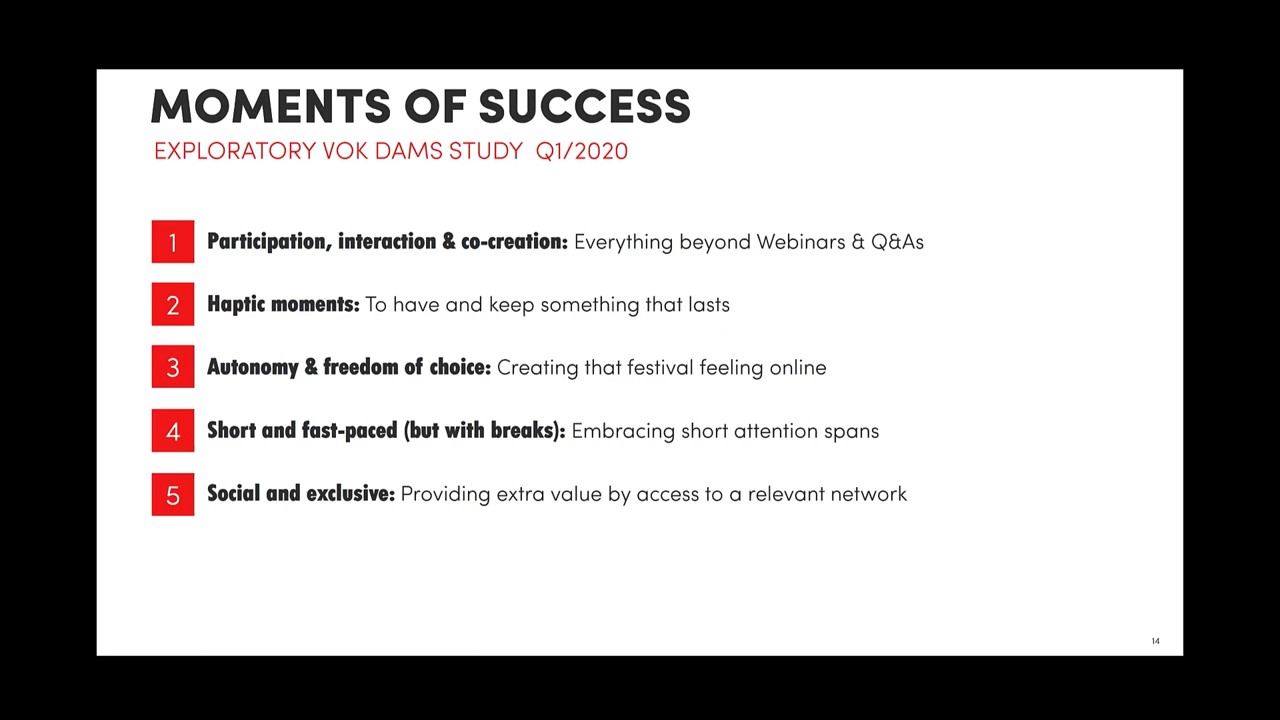 MOMENTS OF SUCCESS
EXPLORATORY VOK DAMS STUDY Q1/2020
1 Participation, interaction & co-creation: Everything beyond Webinars & Q&As
2 Haptic moments: To have and keep something that lasts
3 Autonomy & freedom of choice: Creating that festival feeling online
4 Short and fast-paced (but with breaks): Embracing short attention spans
5 Social and exclusive: Providing extra value by access to a relevant network
14